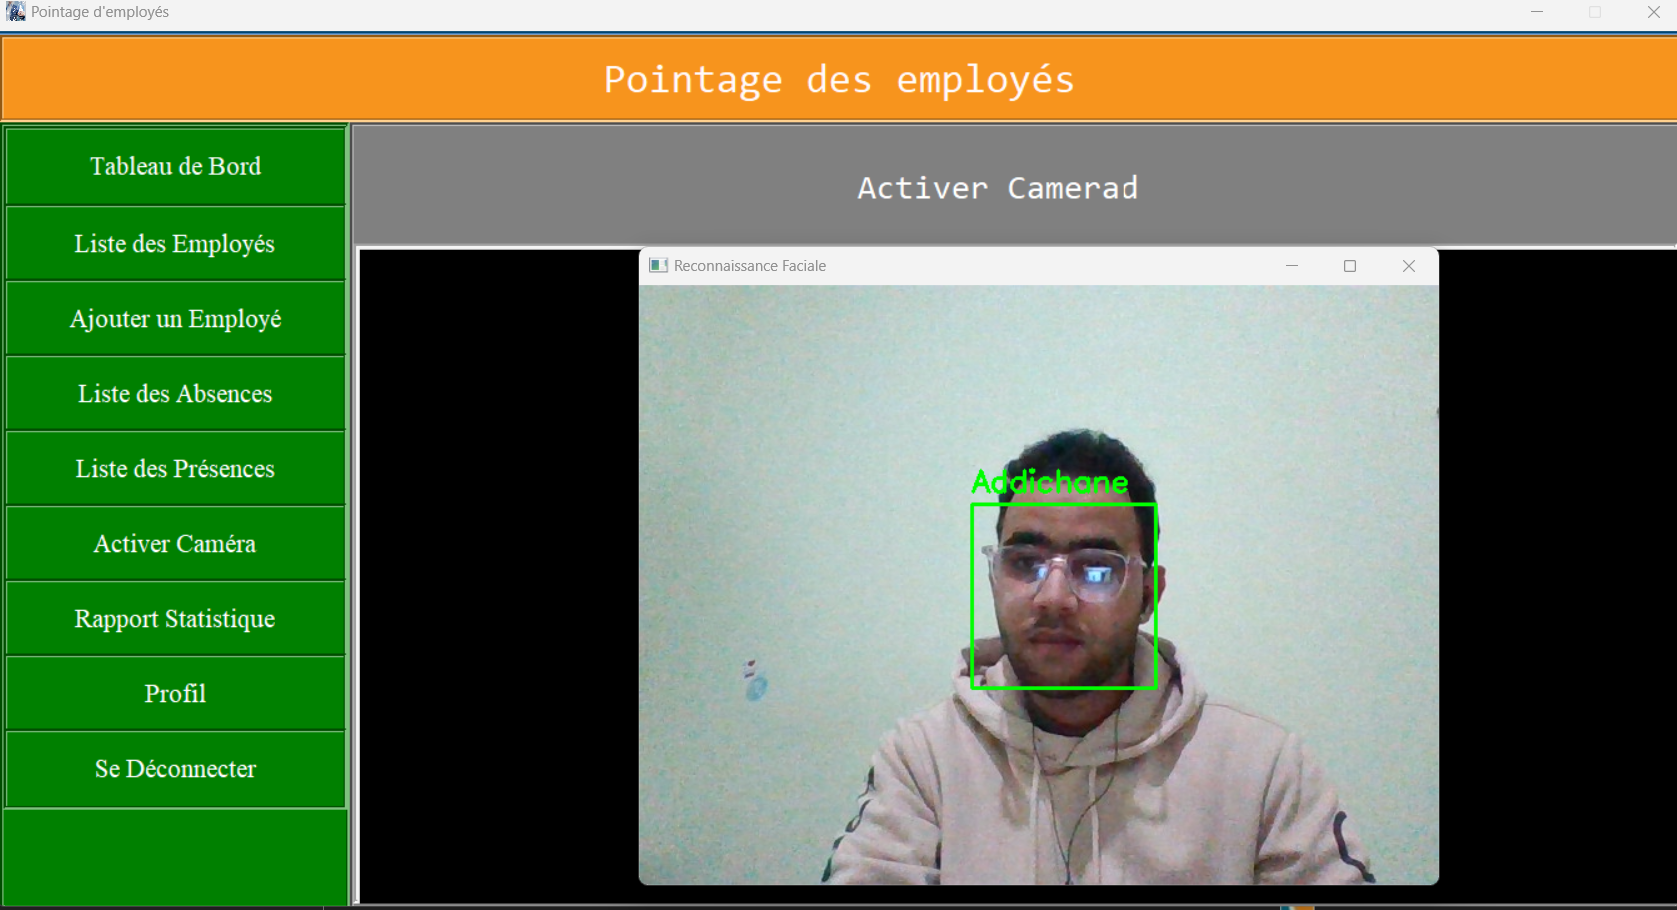 Pointage d'employés
Pointage des employés
Tableau de Bord
Liste des Employés
Ajouter un Employé
Liste des Absences
Liste des Présences
Activer Caméra
Rapport Statistique
Profil
Se Déconnecter
Activer Camerad
Reconnaissance Faciale
Addichane